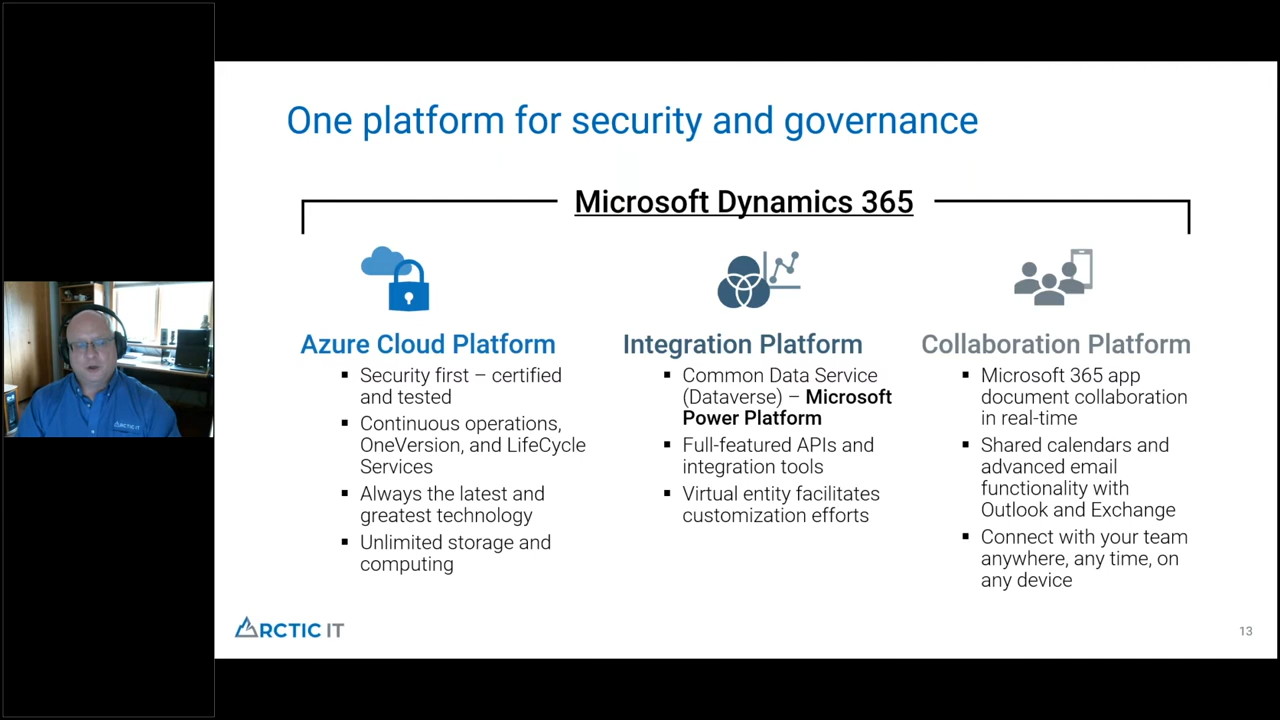 One platform for security and governance
Microsoft Dynamics 365
Azure Cloud Platform
▪ Security first – certified
and tested
▪ Continuous operations,
OneVersion, and LifeCycle
Services
▪ Always the latest and
greatest technology
▪ Unlimited storage and
computing
Integration Platform
▪ Common Data Service
(Dataverse) – Microsoft
Power Platform
▪ Full-featured APIs and
integration tools
▪ Virtual entity facilitates
customization efforts
Collaboration Platform
▪ Microsoft 365 app
document collaboration
in real-time
▪ Shared calendars and
advanced email
functionality with
Outlook and Exchange
▪ Connect with your team
anywhere, any time, on
any device
ARCTIC IT
13
ARCTIC IT